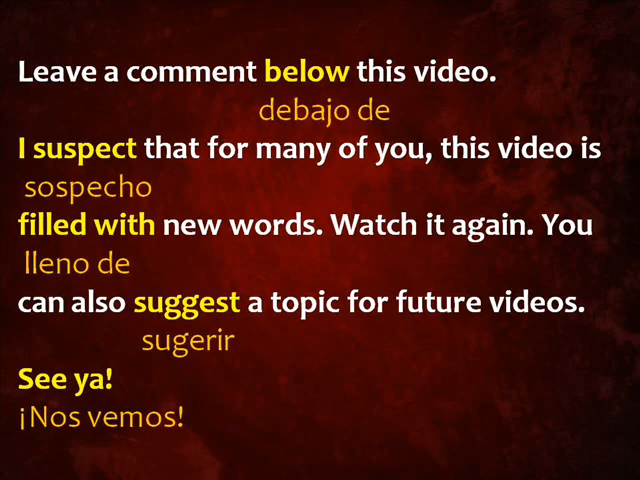 Leave a comment below this video.
debajo de
I suspect that for many of you, this video is
sospecho
filled with new words. Watch it again. You
lleno de
can also suggest a topic for future videos.
sugerir
See ya!
¡Nos vemos!